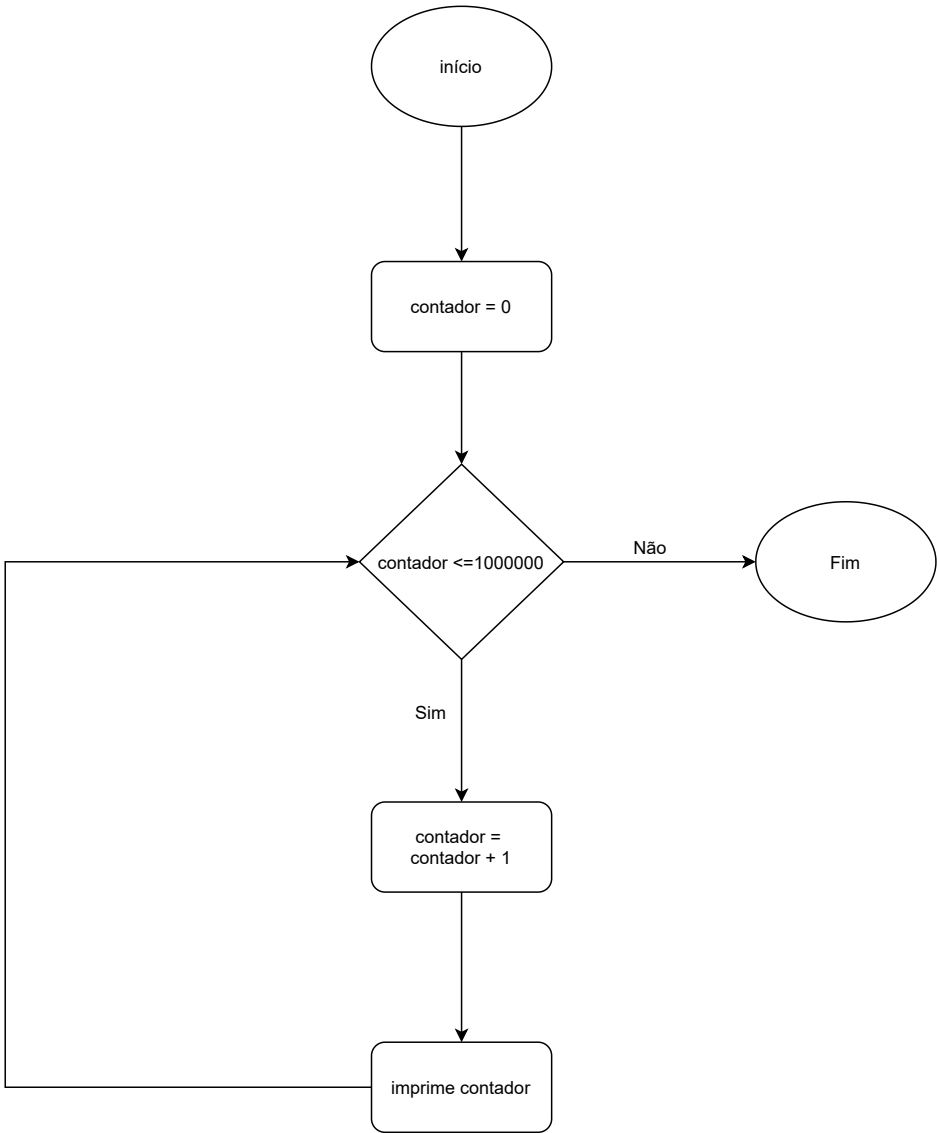 início
contador = 0
contador <=1000000
Não
Fim
Sim
contador =
contador + 1
imprime contador